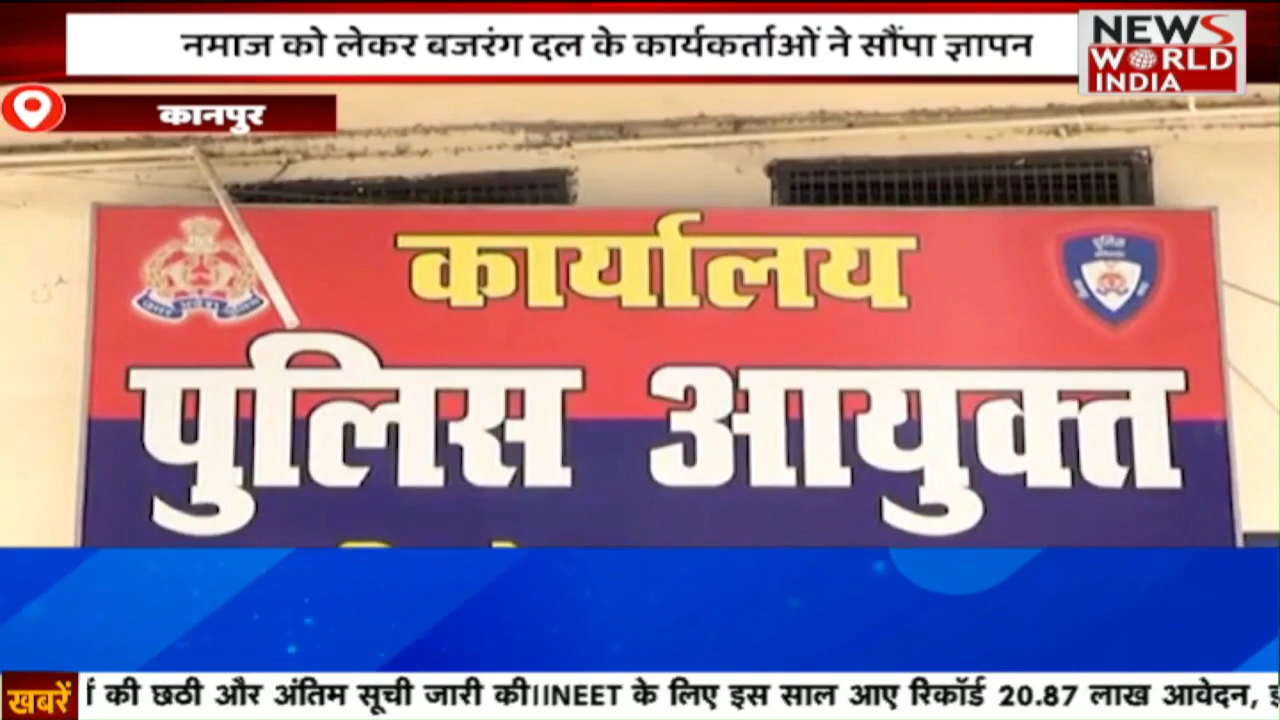 नमाज को लेकर बजरंग दल के कार्यकर्ताओं ने सौंपा ज्ञापन
NEWS
WORLD
INDIA
कानपुर
कार्यालय
पुलिस
पुलिस आयुक्त
खबरें
की छठी और अंतिम सूची जारी की||NEET के लिए इस साल आए रिकॉर्ड 20.87 लाख आवेदन,